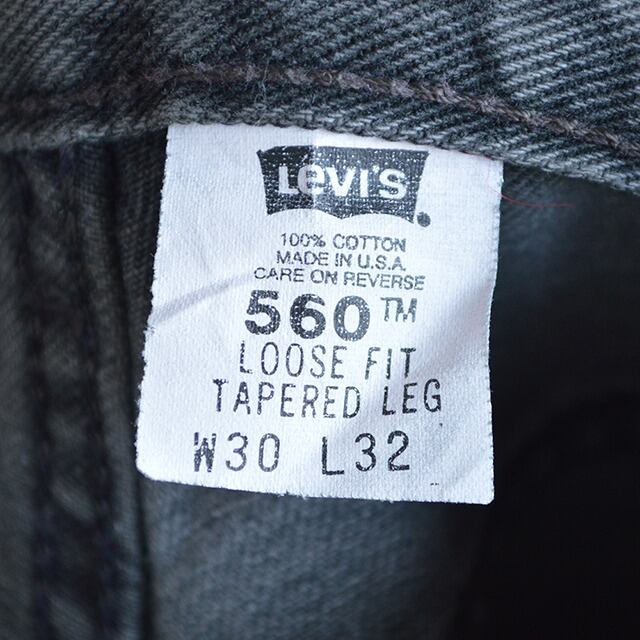 Levi's
100% COTTON
MADE IN U.S.A.
CARE ON REVERSE
560™
LOOSE FIT
TAPERED LEG
W30 L32